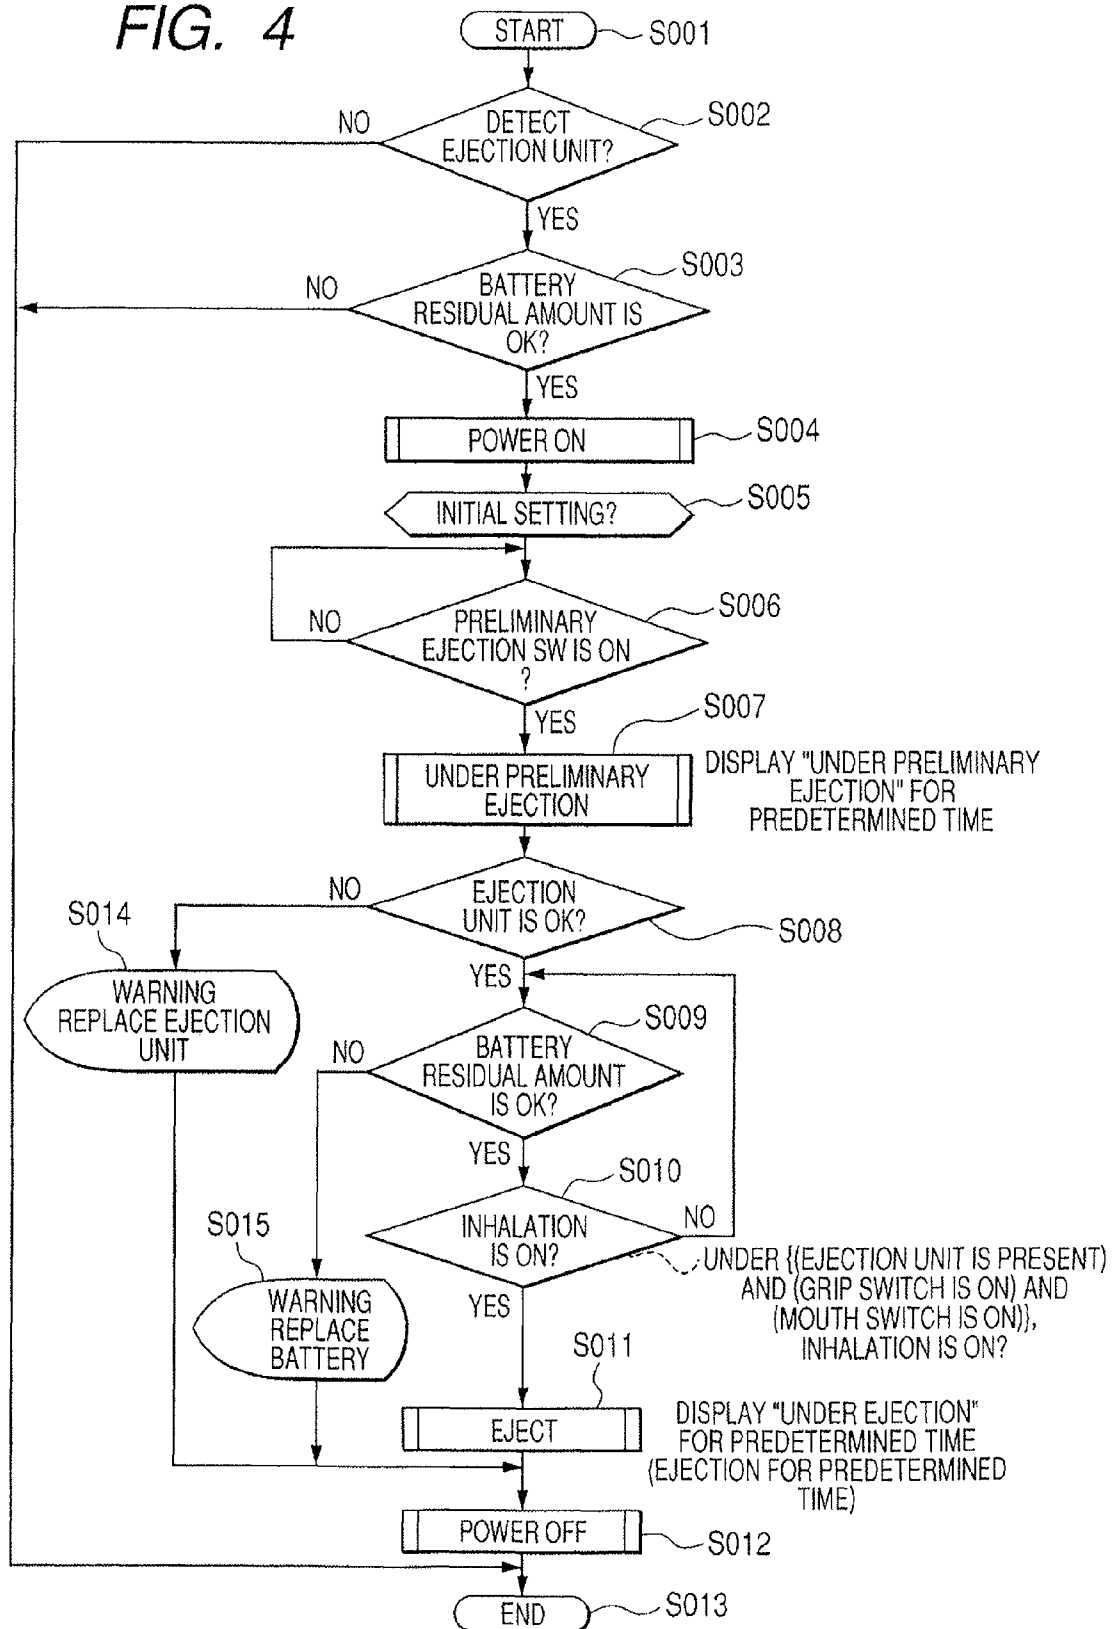 FIG. 4
START
S001
NO
DETECT
EJECTION UNIT?
S002
YES
S003
NO
BATTERY
RESIDUAL AMOUNT IS
OK?
YES
POWER ON
S004
INITIAL SETTING?
S005
S006
NO
PRELIMINARY
EJECTION SW IS ON
?
YES
S007
UNDER PRELIMINARY
EJECTION
DISPLAY "UNDER PRELIMINARY
EJECTION" FOR
PREDETERMINED TIME
NO
EJECTION
UNIT IS OK?
S008
S014
WARNING
REPLACE EJECTION
UNIT
YES
S009
NO
BATTERY
RESIDUAL AMOUNT
IS OK?
YES
S010
INHALATION
IS ON?
NO
UNDER {(EJECTION UNIT IS PRESENT)
AND (GRIP SWITCH IS ON) AND
(MOUTH SWITCH IS ON)},
INHALATION IS ON?
S015
WARNING
REPLACE
BATTERY
YES
S011
EJECT
DISPLAY "UNDER EJECTION"
FOR PREDETERMINED TIME
(EJECTION FOR PREDETERMINED
TIME)
POWER OFF
S012
END
S013